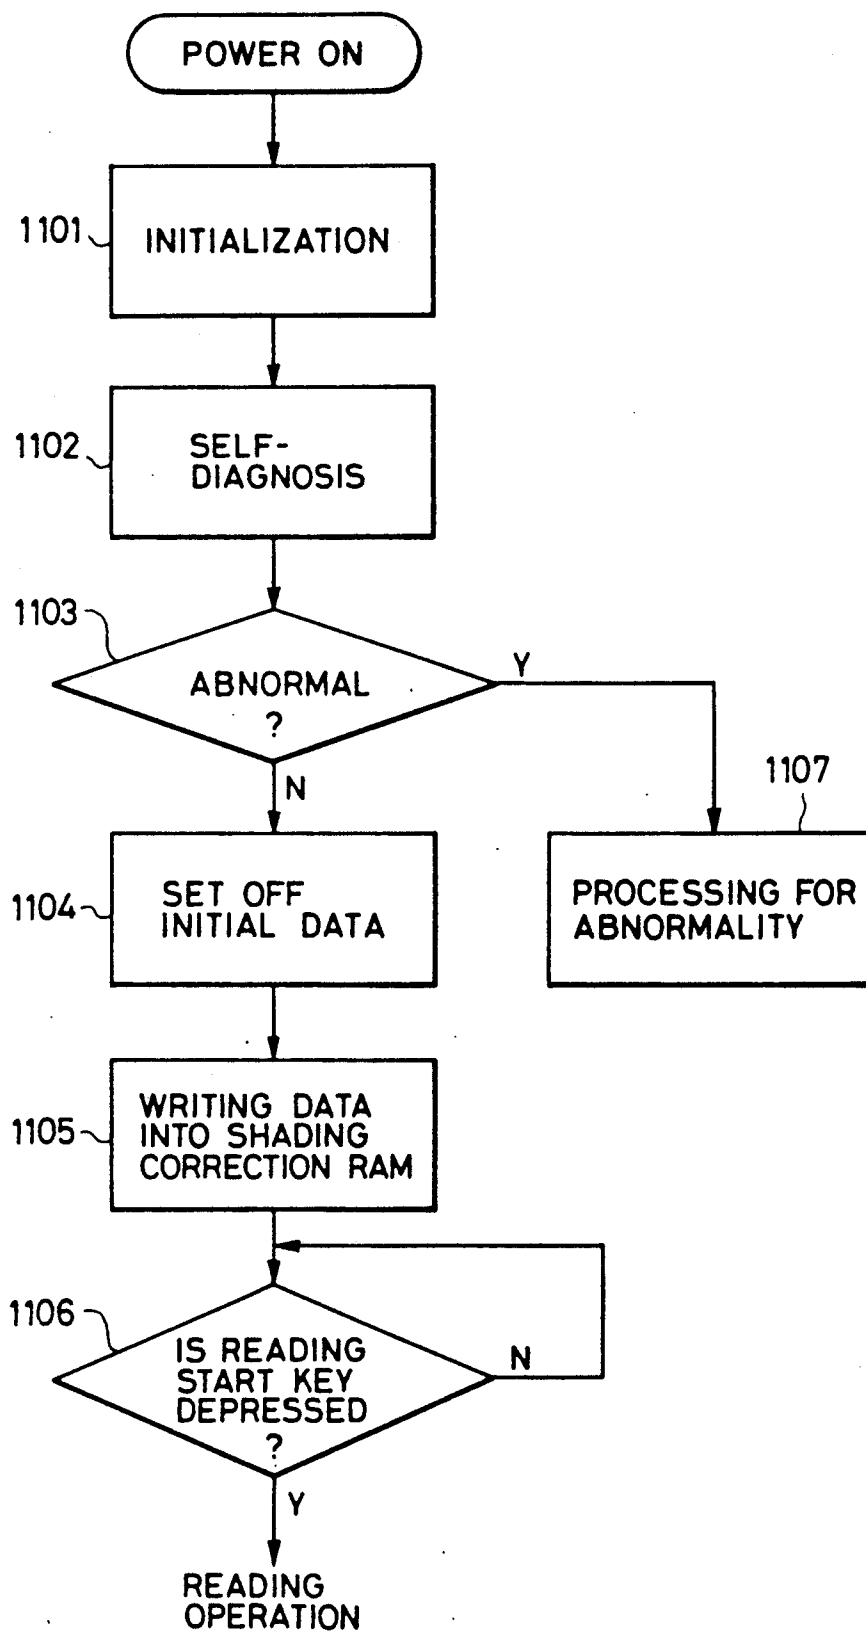 POWER ON
1101
INITIALIZATION
1102
SELF-
DIAGNOSIS
1103
ABNORMAL
?
Y
N
1107
1104
SET OFF
INITIAL DATA
PROCESSING FOR
ABNORMALITY
1105
WRITING DATA
INTO SHADING
CORRECTION RAM
1106
IS READING
START KEY
DEPRESSED
?
N
Y
READING
OPERATION